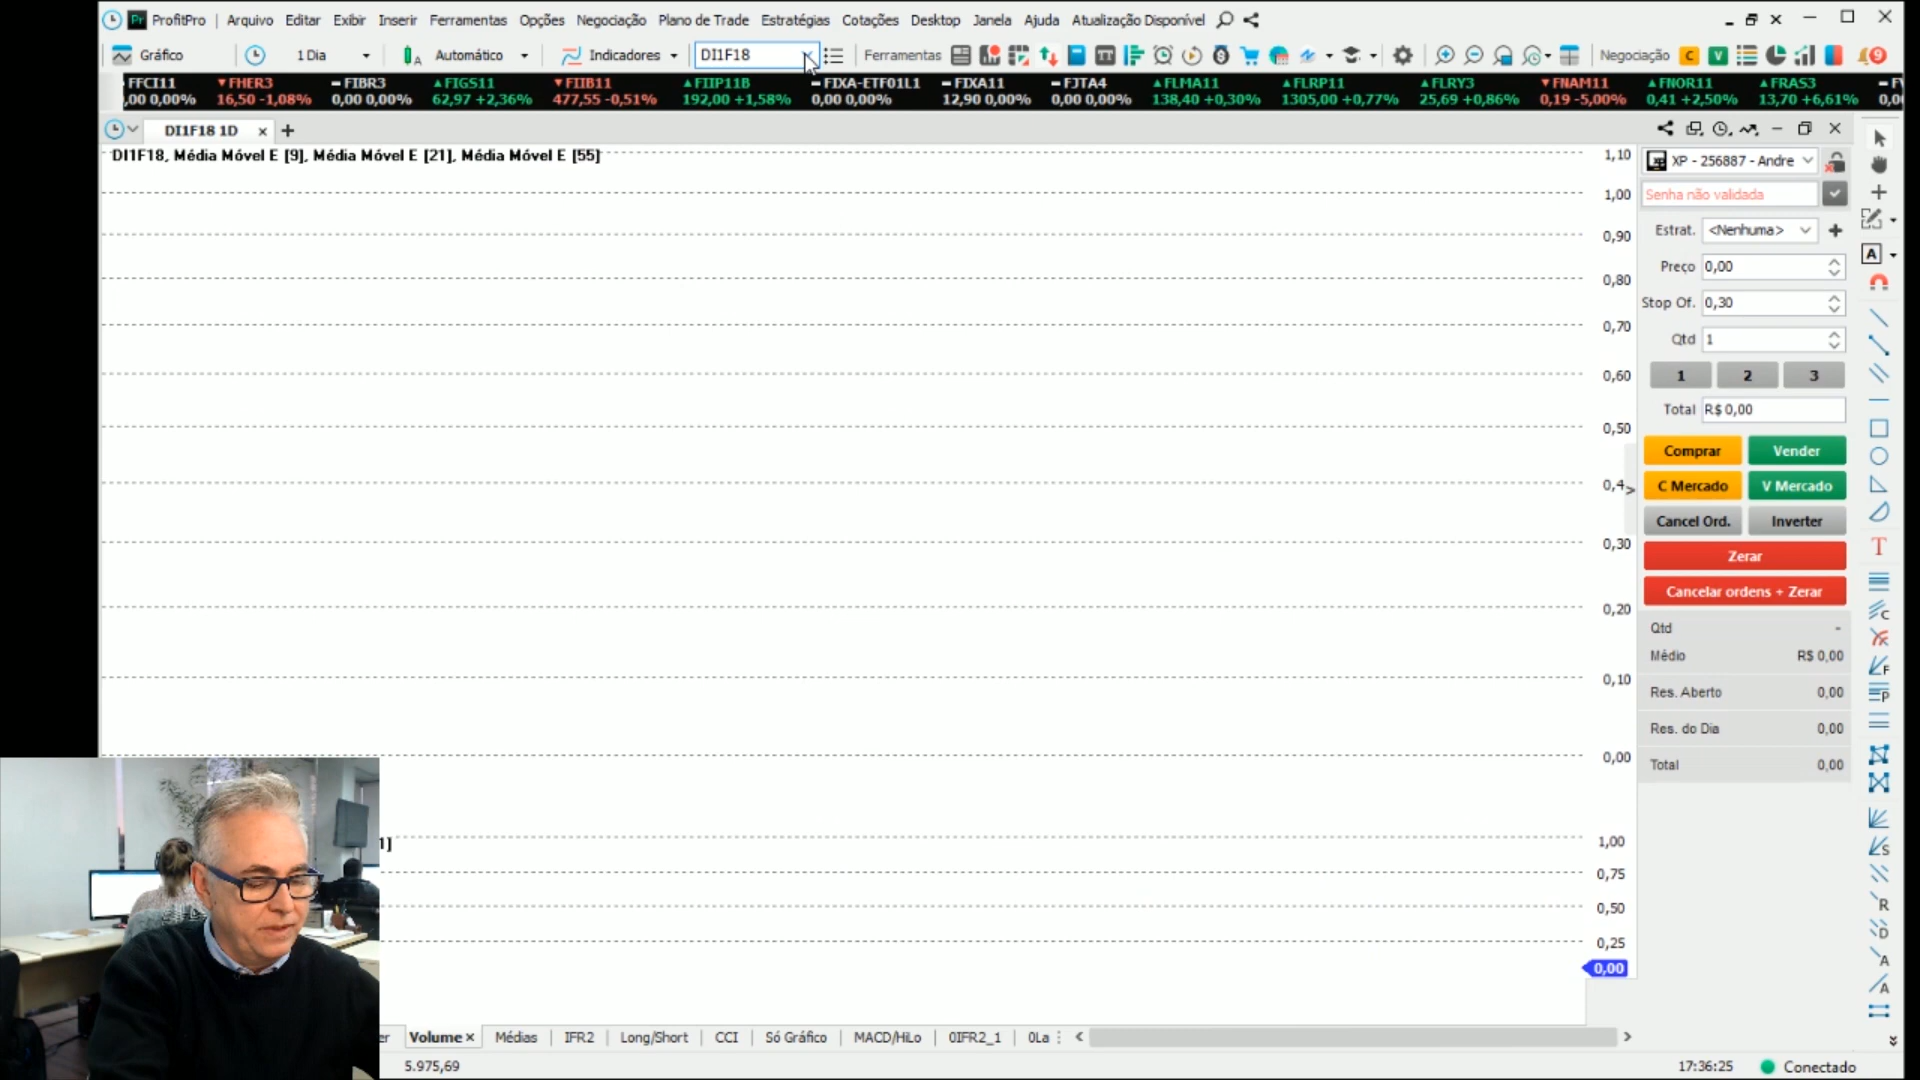 ProfitPro Arquivo Editar Exibir Inserir Ferramentas Opções Negociação Plano de Trade Estratégias Cotações Desktop Janela Ajuda Atualização Disponível
Gráfico 1 Dia Automático Indicadores DI1F18 Ferramentas Negociação C V 9
FFCI11 FHER3 FIBR3 FIGS11 FIIB11 FIIP11B FIXA-ETF01L1 FIXA11 FJTA4 FLMA11 FLRP11 FLRY3 FNAM11 FNOR11 FRAS3
,00 0,00% 16,50 -1,08% 0,00 0,00% 62,97 +2,36% 477,55 -0,51% 192,00 +1,58% 0,00 0,00% 12,90 0,00% 0,00 0,00% 138,40 +0,30% 1305,00 +0,77% 25,69 +0,86% 0,19 -5,00% 0,41 +2,50% 13,70 +6,61% 0,0
DI1F18 1D
DI1F18, Média Móvel E [9], Média Móvel E [21], Média Móvel E [55]
1,10
1,00
0,90
0,80
0,70
0,60
0,50
0,4
0,30
0,20
0,10
0,00
1]
1,00
0,75
0,50
0,25
0,00
XP - 256887 - Andre
Senha não validada
Estrat. <Nenhuma>
Preço 0,00
Stop Of. 0,30
Qtd 1
1 2 3
Total R$ 0,00
Comprar Vender
C Mercado V Mercado
Cancel Ord. Inverter
Zerar
Cancelar ordens + Zerar
Qtd -
Médio R$ 0,00
Res. Aberto 0,00
Res. do Dia 0,00
Total 0,00
er Volume Médias IFR2 Long/Short CCI Só Gráfico MACD/HiLo 0IFR2_1 0La
5.975,69 17:36:25 Conectado